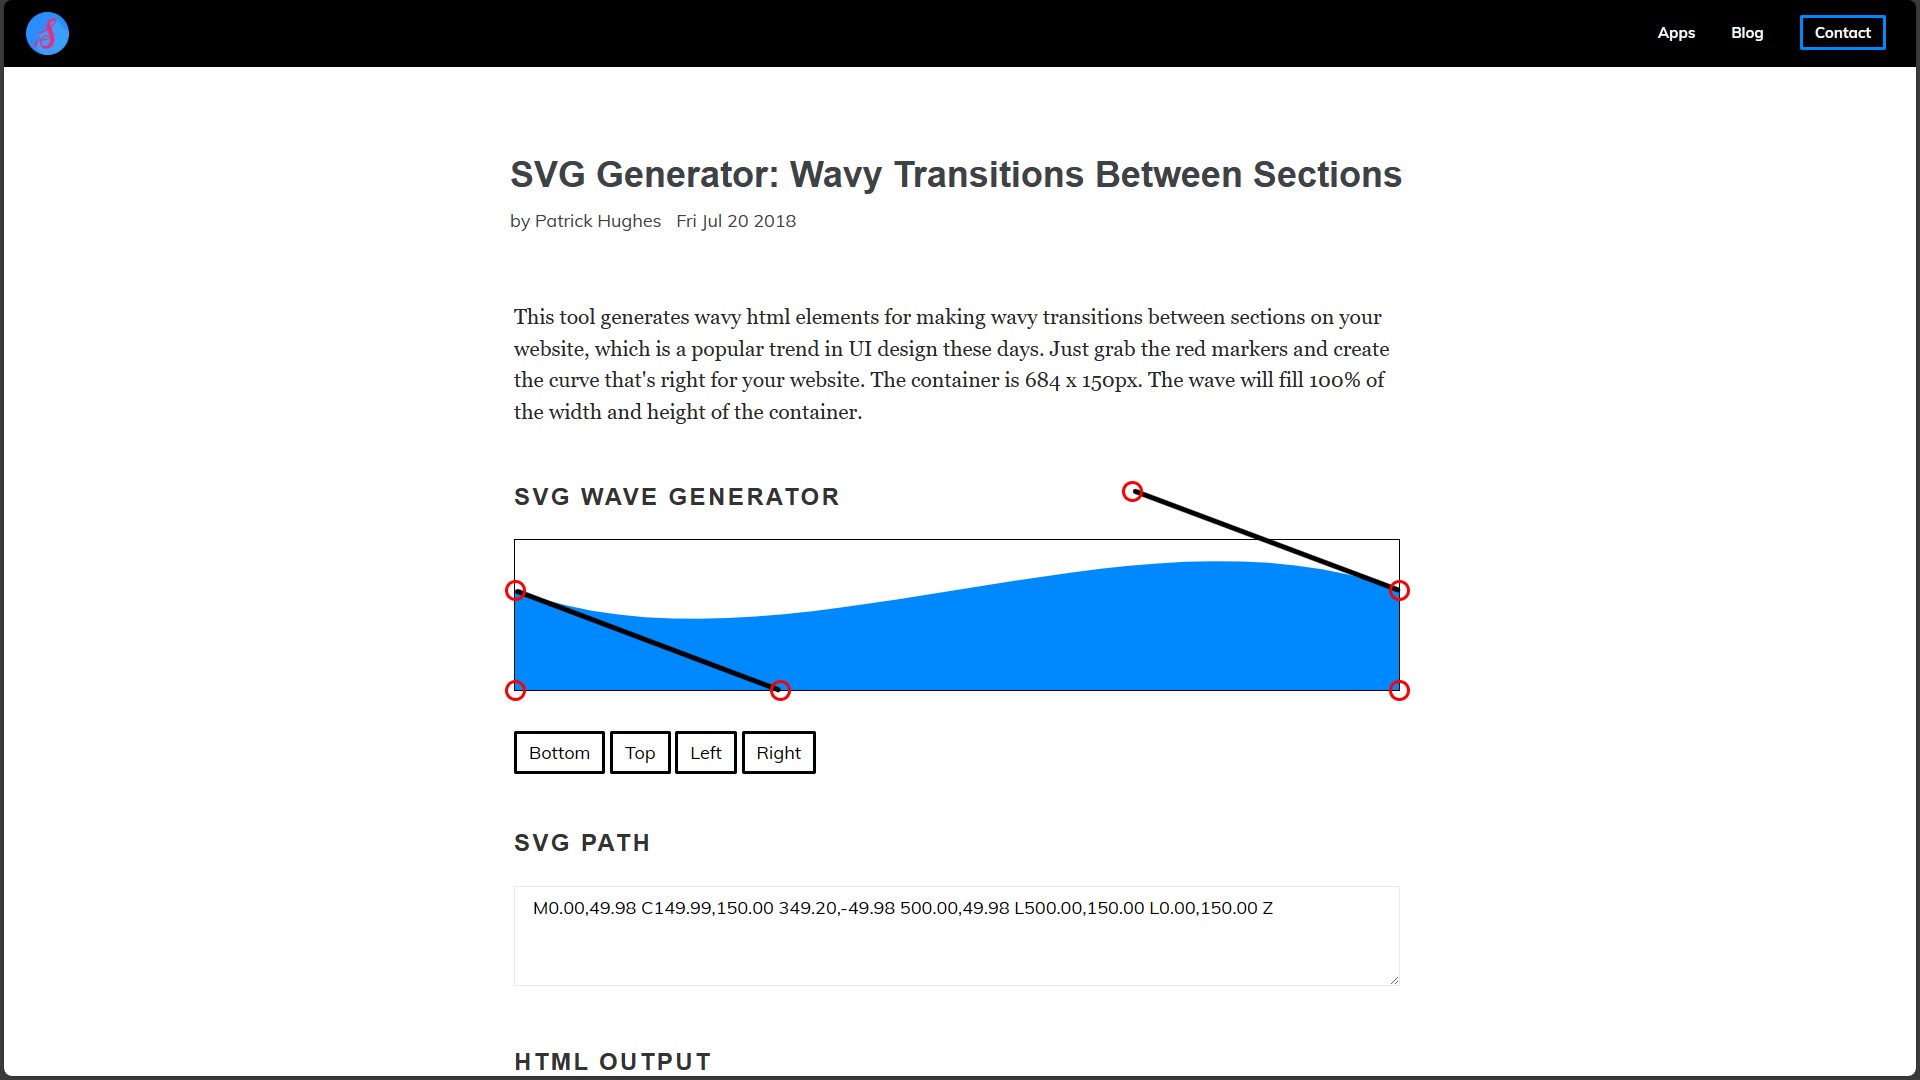 Apps
Blog
Contact
SVG Generator: Wavy Transitions Between Sections
by Patrick Hughes Fri Jul 20 2018
This tool generates wavy html elements for making wavy transitions between sections on your
website, which is a popular trend in UI design these days. Just grab the red markers and create
the curve that's right for your website. The container is 684 x 150px. The wave will fill 100% of
the width and height of the container.
SVG WAVE GENERATOR
Bottom
Top
Left
Right
SVG PATH
M0.00,49.98 C149.99,150.00 349.20,-49.98 500.00,49.98 L500.00,150.00 L0.00,150.00 Z
HTML OUTPUT